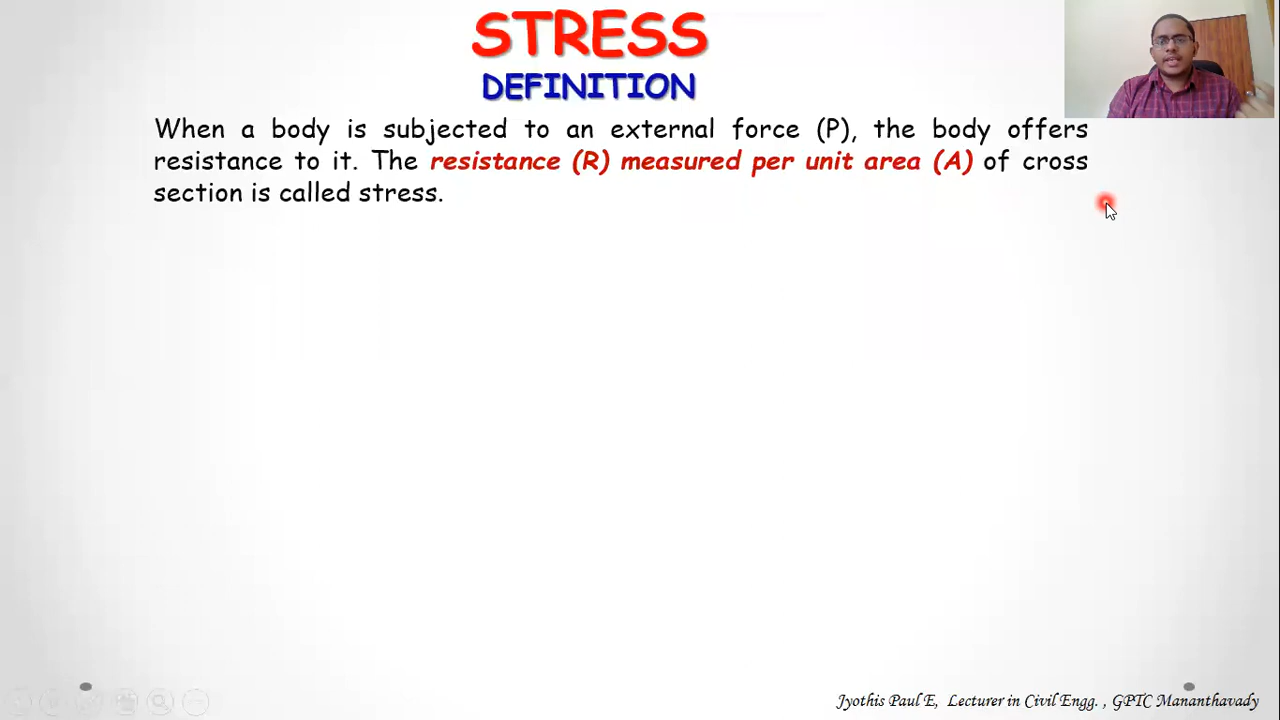 STRESS
DEFINITION
When a body is subjected to an external force (P), the body offers
resistance to it. The resistance (R) measured per unit area (A) of cross
section is called stress.
Jyothis Paul E, Lecturer in Civil Engg. , GPTC Mananthavady